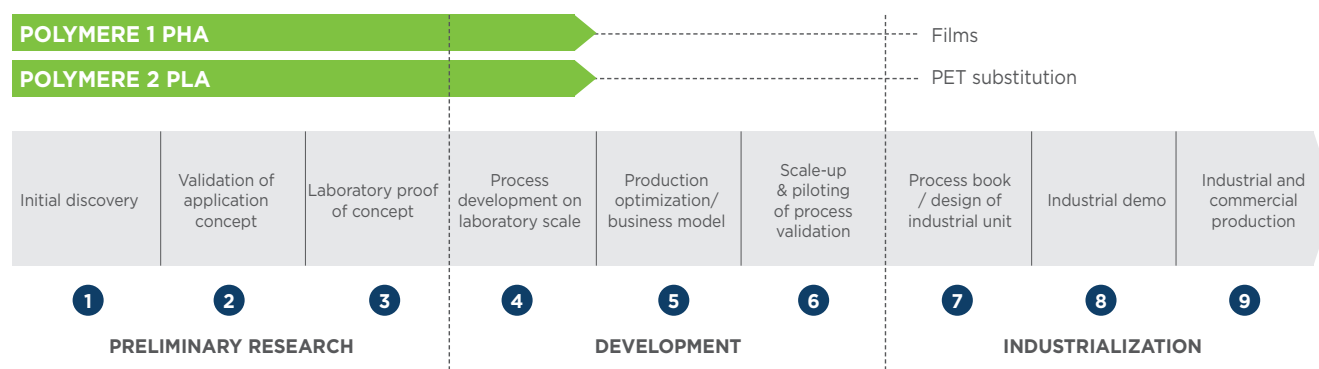 POLYMERE 1 PHA
Films
POLYMERE 2 PLA
PET substitution
Initial discovery
Validation of
application
concept
Laboratory proof
of concept
Process
development on
laboratory scale
Production
optimization/
business model
Scale-up
& piloting
of process
validation
Process book
/ design of
industrial unit
Industrial demo
Industrial and
commercial
production
1
2
3
4
5
6
7
8
9
PRELIMINARY RESEARCH
DEVELOPMENT
INDUSTRIALIZATION